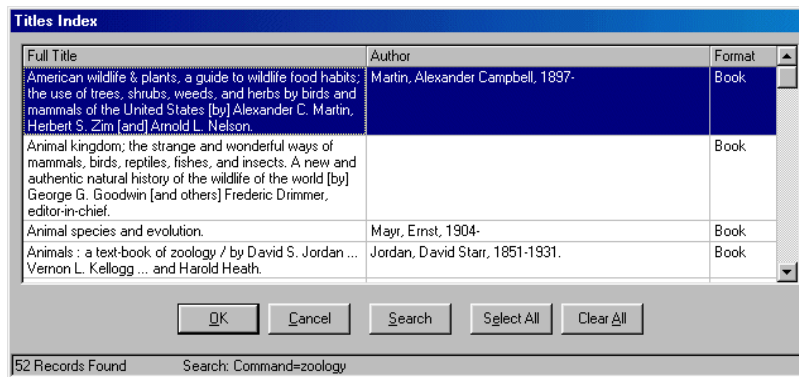 Titles Index
Full Title Author Format
American wildlife & plants, a guide to wildlife food habits; Martin, Alexander Campbell, 1897- Book
the use of trees, shrubs, weeds, and herbs by birds and
mammals of the United States [by] Alexander C. Martin,
Herbert S. Zim [and] Arnold L. Nelson.
Animal kingdom; the strange and wonderful ways of Book
mammals, birds, reptiles, fishes, and insects. A new and
authentic natural history of the wildlife of the world [by]
George G. Goodwin [and others] Frederic Drimmer,
editor-in-chief.
Animal species and evolution. Mayr, Ernst, 1904- Book
Animals : a text-book of zoology / by David S. Jordan ... Jordan, David Starr, 1851-1931. Book
Vernon L. Kellogg ... and Harold Heath.
OK Cancel Search Select All Clear All
52 Records Found Search: Command=zoology